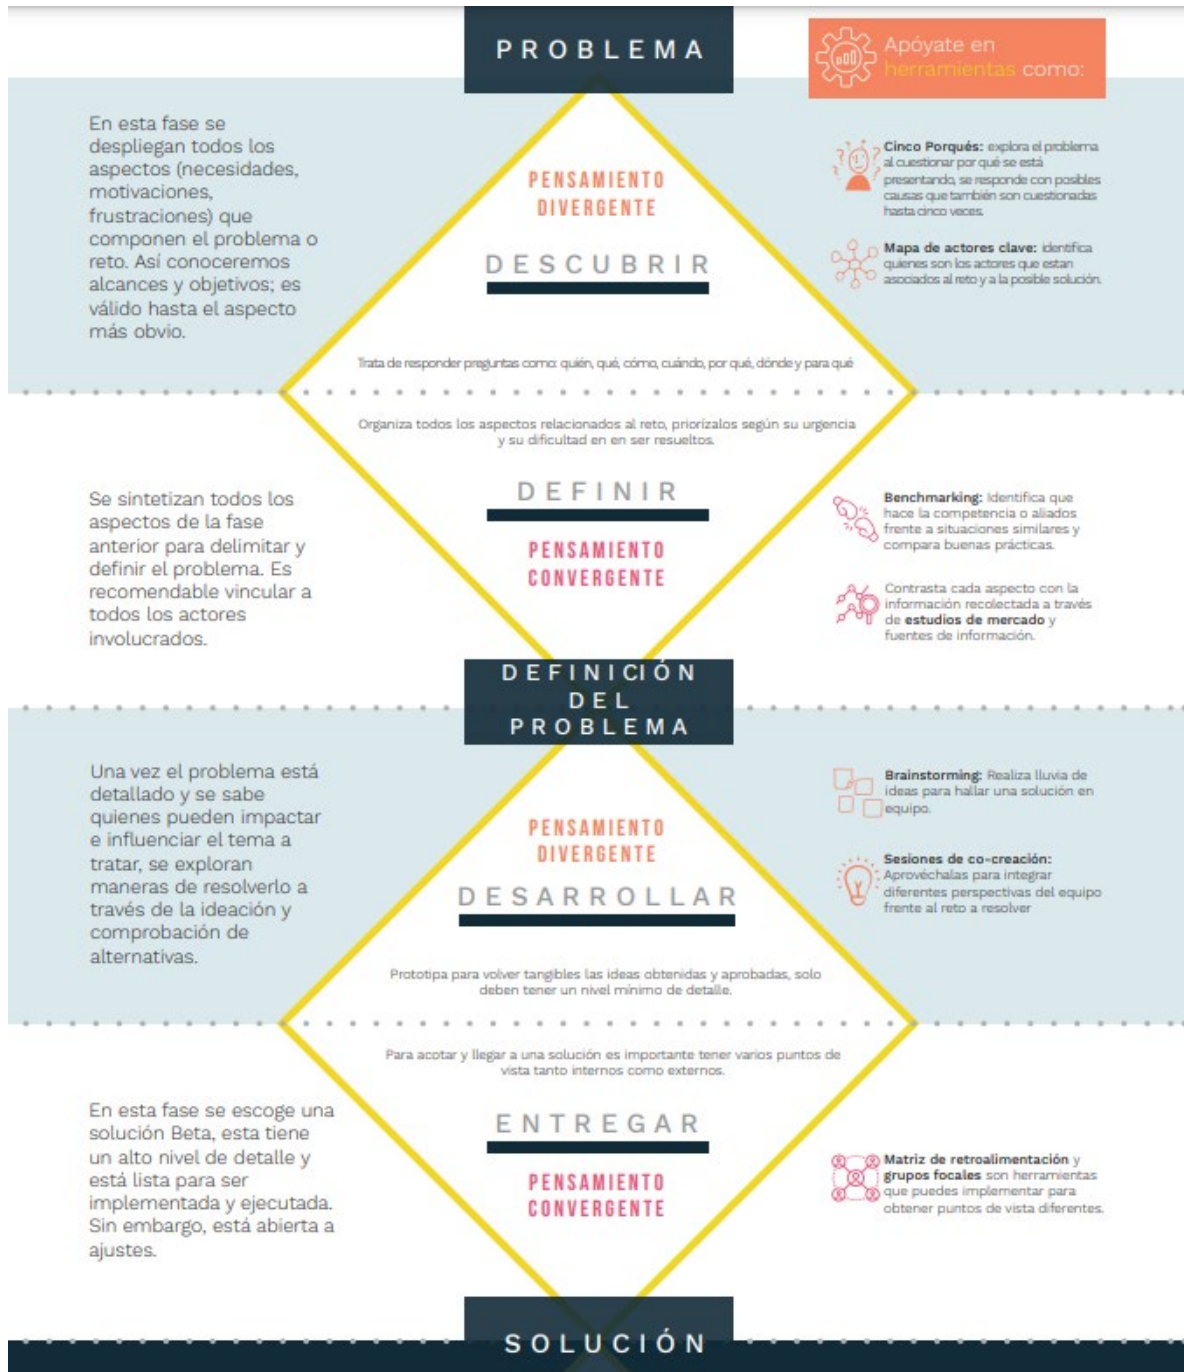 PROBLEMA
Apóyate en
herramientas como:
En esta fase se
despliegan todos los
aspectos (necesidades,
motivaciones,
frustraciones) que
componen el problema o
reto. Así conoceremos
alcances y objetivos; es
válido hasta el aspecto
más obvio.
PENSAMIENTO
DIVERGENTE
DESCUBRIR
Trata de responder preguntas como: quién, qué, cómo, cuándo, por qué, dónde y para qué
Cinco Porqués: explora el problema
al cuestionar por qué se está
presentando, se responde con posibles
causas que también son cuestionadas
hasta cinco veces.
Mapa de actores clave: identifica
quienes son los actores que estan
asociados al reto y a la posible solución.
Organiza todos los aspectos relacionados al reto, priorízalos según su urgencia
y su dificultad en en ser resueltos.
Se sintetizan todos los
aspectos de la fase
anterior para delimitar y
definir el problema. Es
recomendable vincular a
todos los actores
involucrados.
DEFINIR
PENSAMIENTO
CONVERGENTE
Benchmarking: Identifica que
hace la competencia o aliados
frente a situaciones similares y
compara buenas prácticas.
Contrasta cada aspecto con la
información recolectada a través
de estudios de mercado y
fuentes de información.
DEFINICIÓN
DEL
PROBLEMA
Una vez el problema está
detallado y se sabe
quienes pueden impactar
e influenciar el tema a
tratar, se exploran
maneras de resolverlo a
través de la ideación y
comprobación de
alternativas.
PENSAMIENTO
DIVERGENTE
DESARROLLAR
Prototipa para volver tangibles las ideas obtenidas y aprobadas, solo
deben tener un nivel mínimo de detalle.
Brainstorming: Realiza lluvia de
ideas para hallar una solución en
equipo.
Sesiones de co-creación:
Aprovéchalas para integrar
diferentes perspectivas del equipo
frente al reto a resolver
Para acotar y llegar a una solución es importante tener varios puntos de
vista tanto internos como externos.
En esta fase se escoge una
solución Beta, esta tiene
un alto nivel de detalle y
está lista para ser
implementada y ejecutada.
Sin embargo, está abierta a
ajustes.
ENTREGAR
PENSAMIENTO
CONVERGENTE
Matriz de retroalimentación y
grupos focales son herramientas
que puedes implementar para
obtener puntos de vista diferentes.
SOLUCIÓN